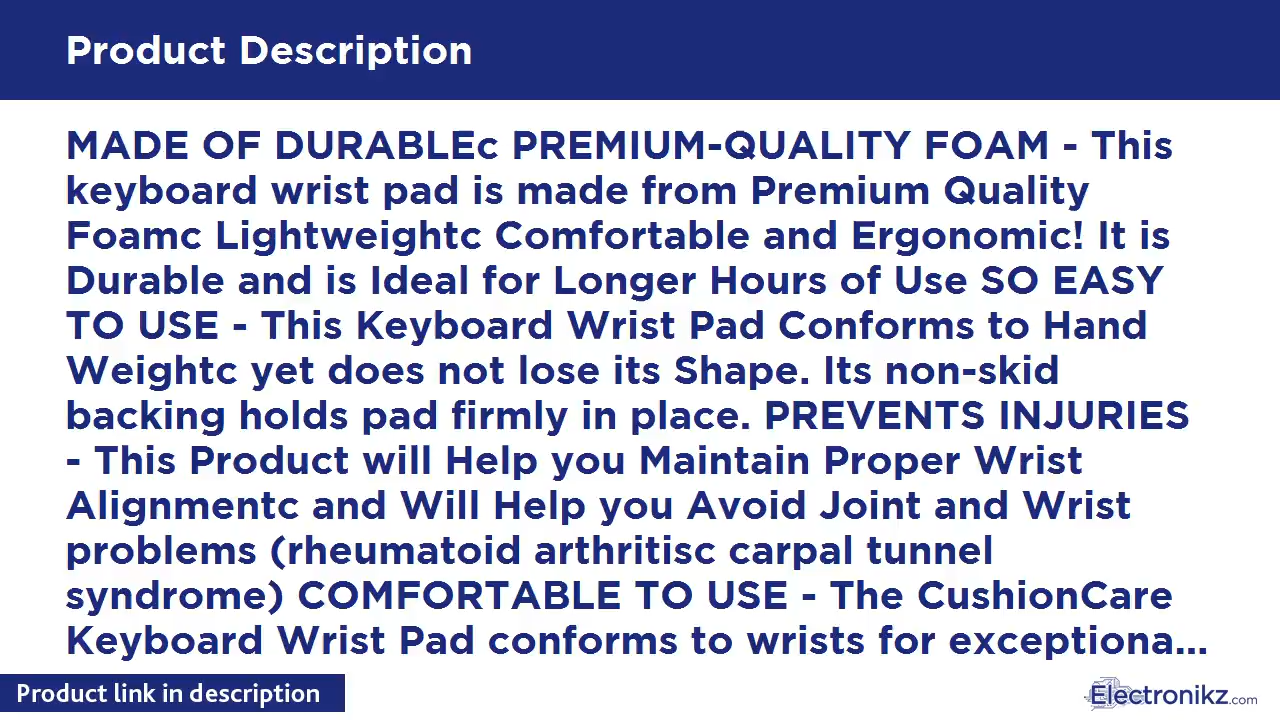 Product Description
MADE OF DURABLEc PREMIUM-QUALITY FOAM - This
keyboard wrist pad is made from Premium Quality
Foamc Lightweightc Comfortable and Ergonomic! It is
Durable and is Ideal for Longer Hours of Use SO EASY
TO USE - This Keyboard Wrist Pad Conforms to Hand
Weightc yet does not lose its Shape. Its non-skid
backing holds pad firmly in place. PREVENTS INJURIES
- This Product will Help you Maintain Proper Wrist
Alignmentc and Will Help you Avoid Joint and Wrist
problems (rheumatoid arthritisc carpal tunnel
syndrome) COMFORTABLE TO USE - The CushionCare
Keyboard Wrist Pad conforms to wrists for exceptiona...
Product link in description
Electronikz.com